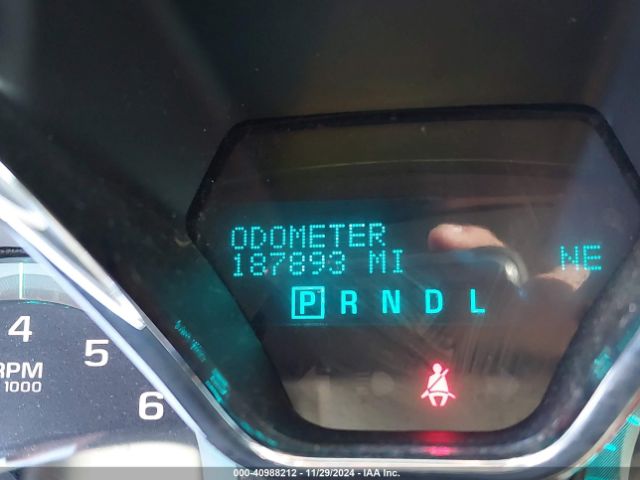 ODOMETER
187893 MI NE
P R N D L
4
5
RPM
1000
6
000-40988212 - 11/29/2024 - IAA Inc.